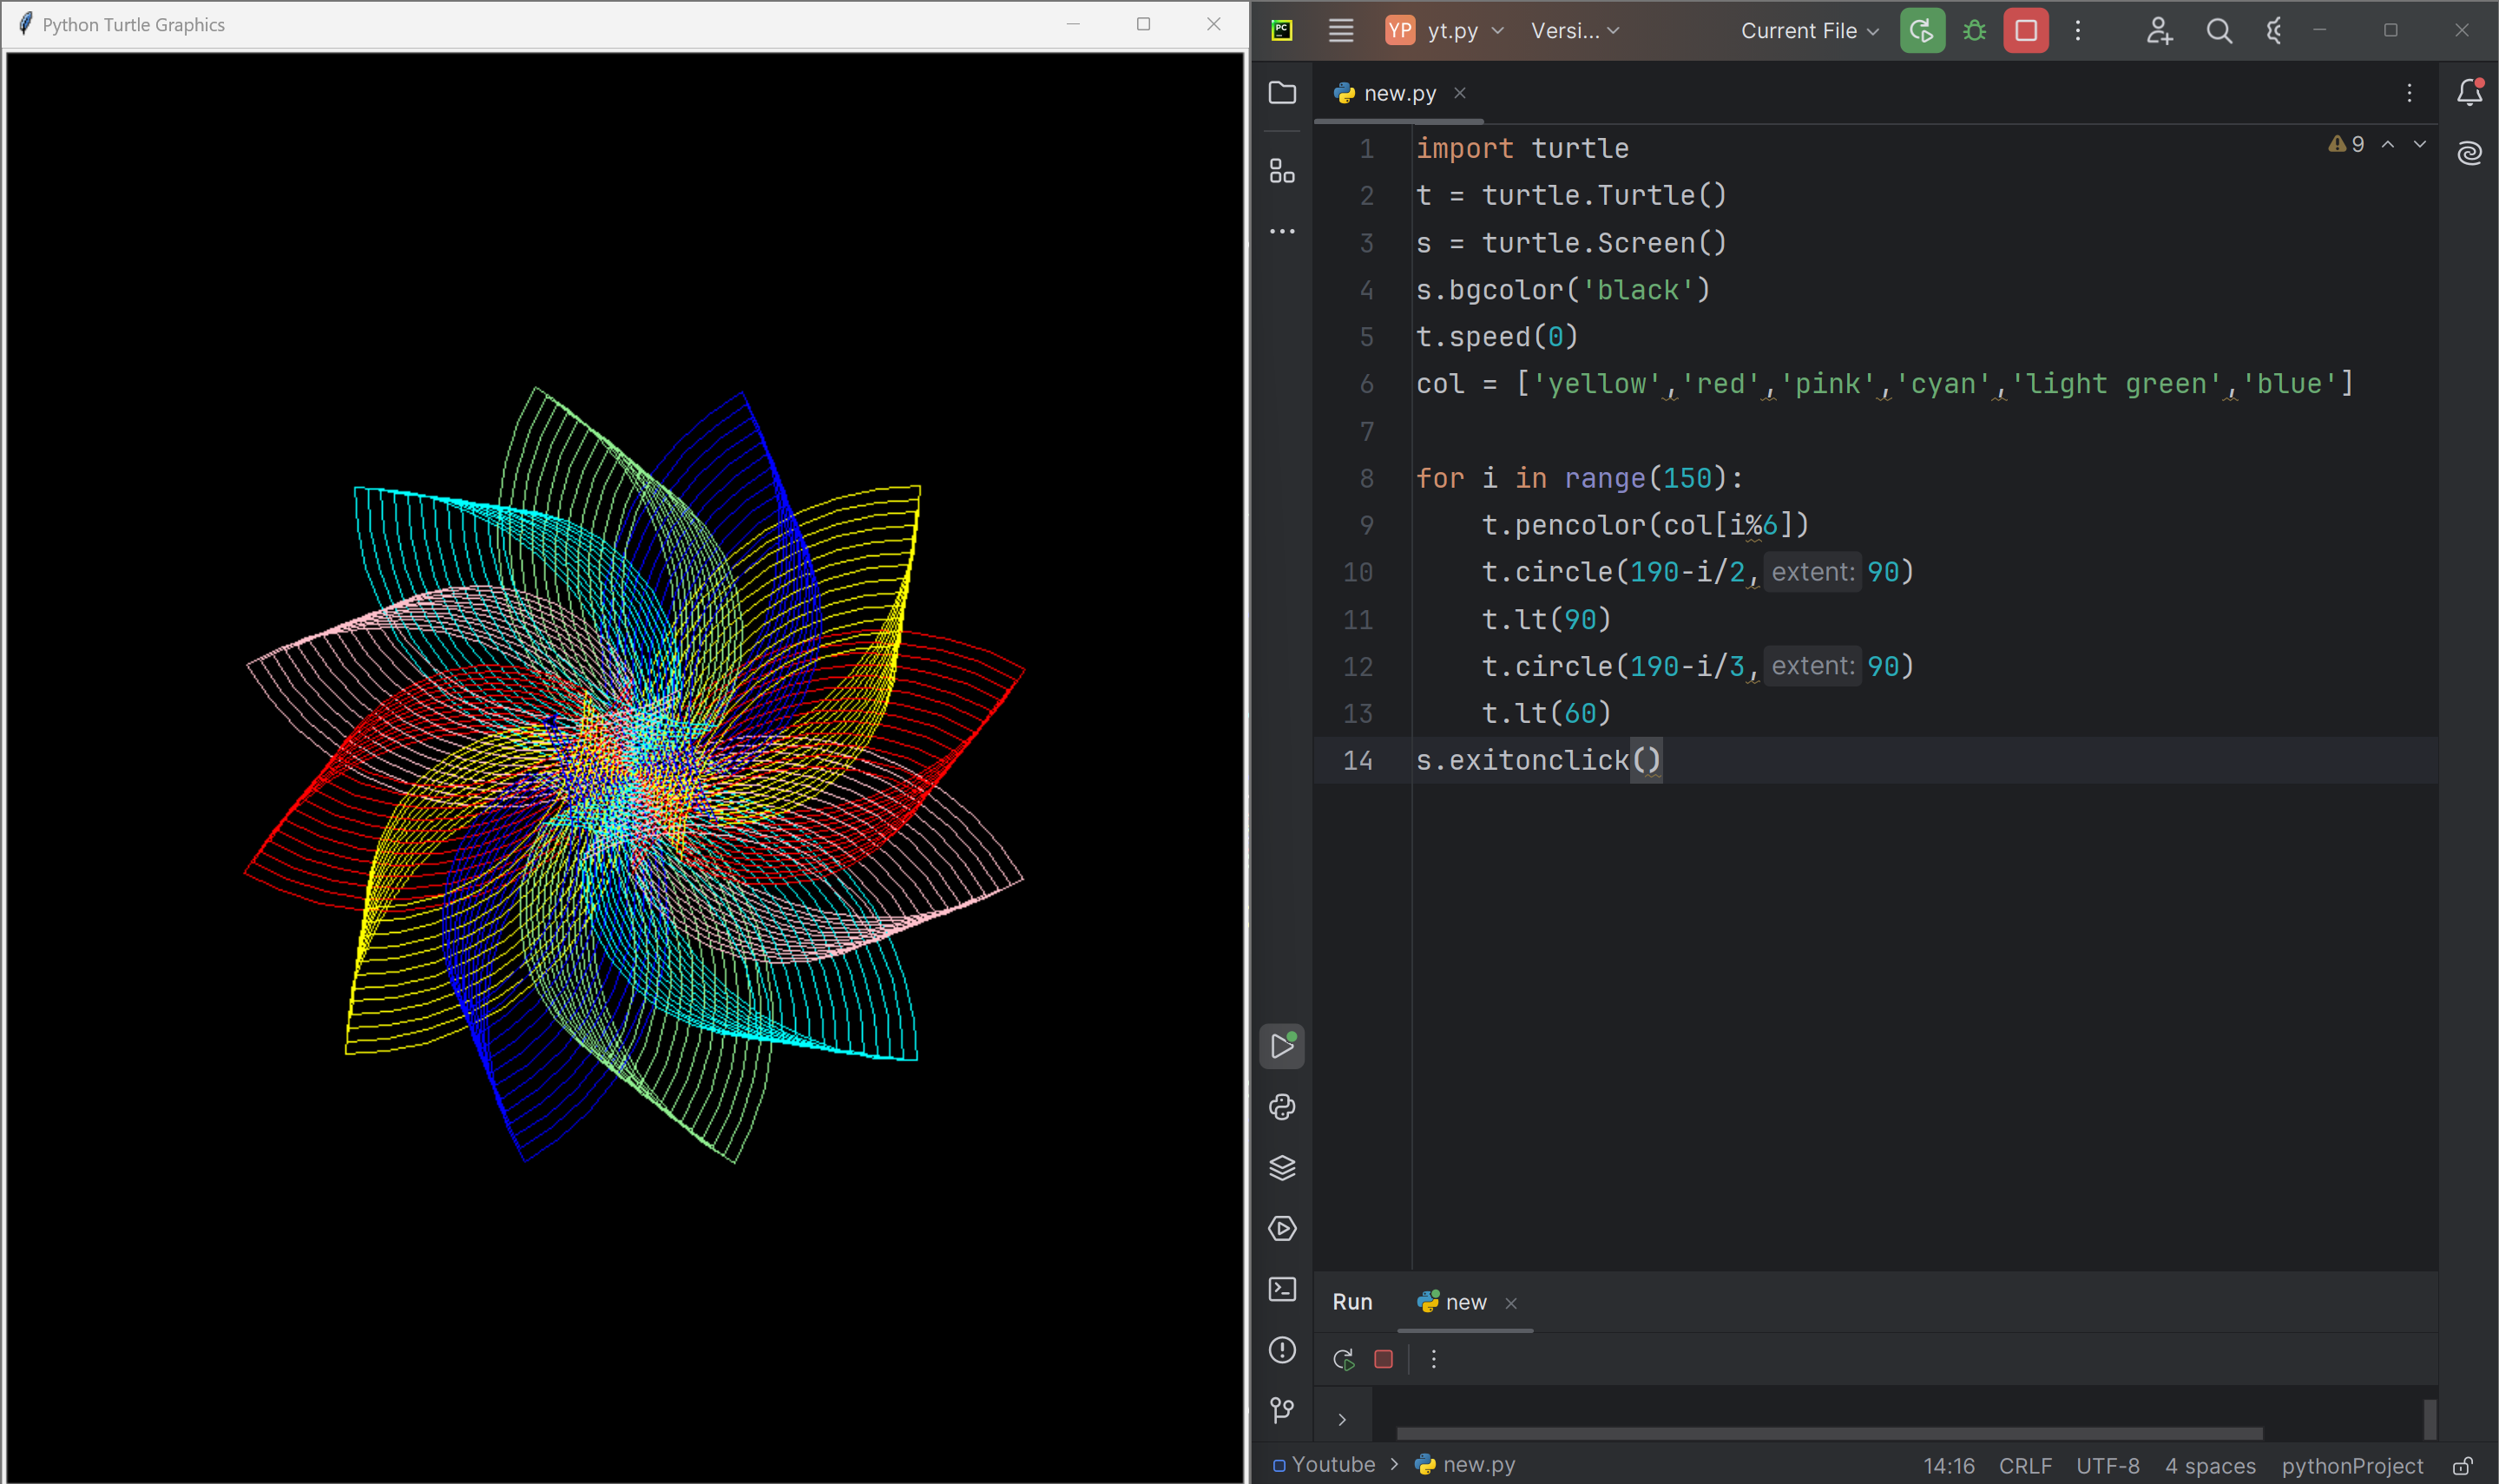 Python Turtle Graphics
PC
YP yt.py Versi... Current File
new.py
9
1 import turtle
2 t = turtle.Turtle()
3 s = turtle.Screen()
4 s.bgcolor('black')
5 t.speed(0)
6 col = ['yellow','red','pink','cyan','light green','blue']
7
8 for i in range(150):
9 t.pencolor(col[i%6])
10 t.circle(190-i/2, extent: 90)
11 t.lt(90)
12 t.circle(190-i/3, extent: 90)
13 t.lt(60)
14 s.exitonclick()
Run new
Youtube > new.py 14:16 CRLF UTF-8 4 spaces pythonProject